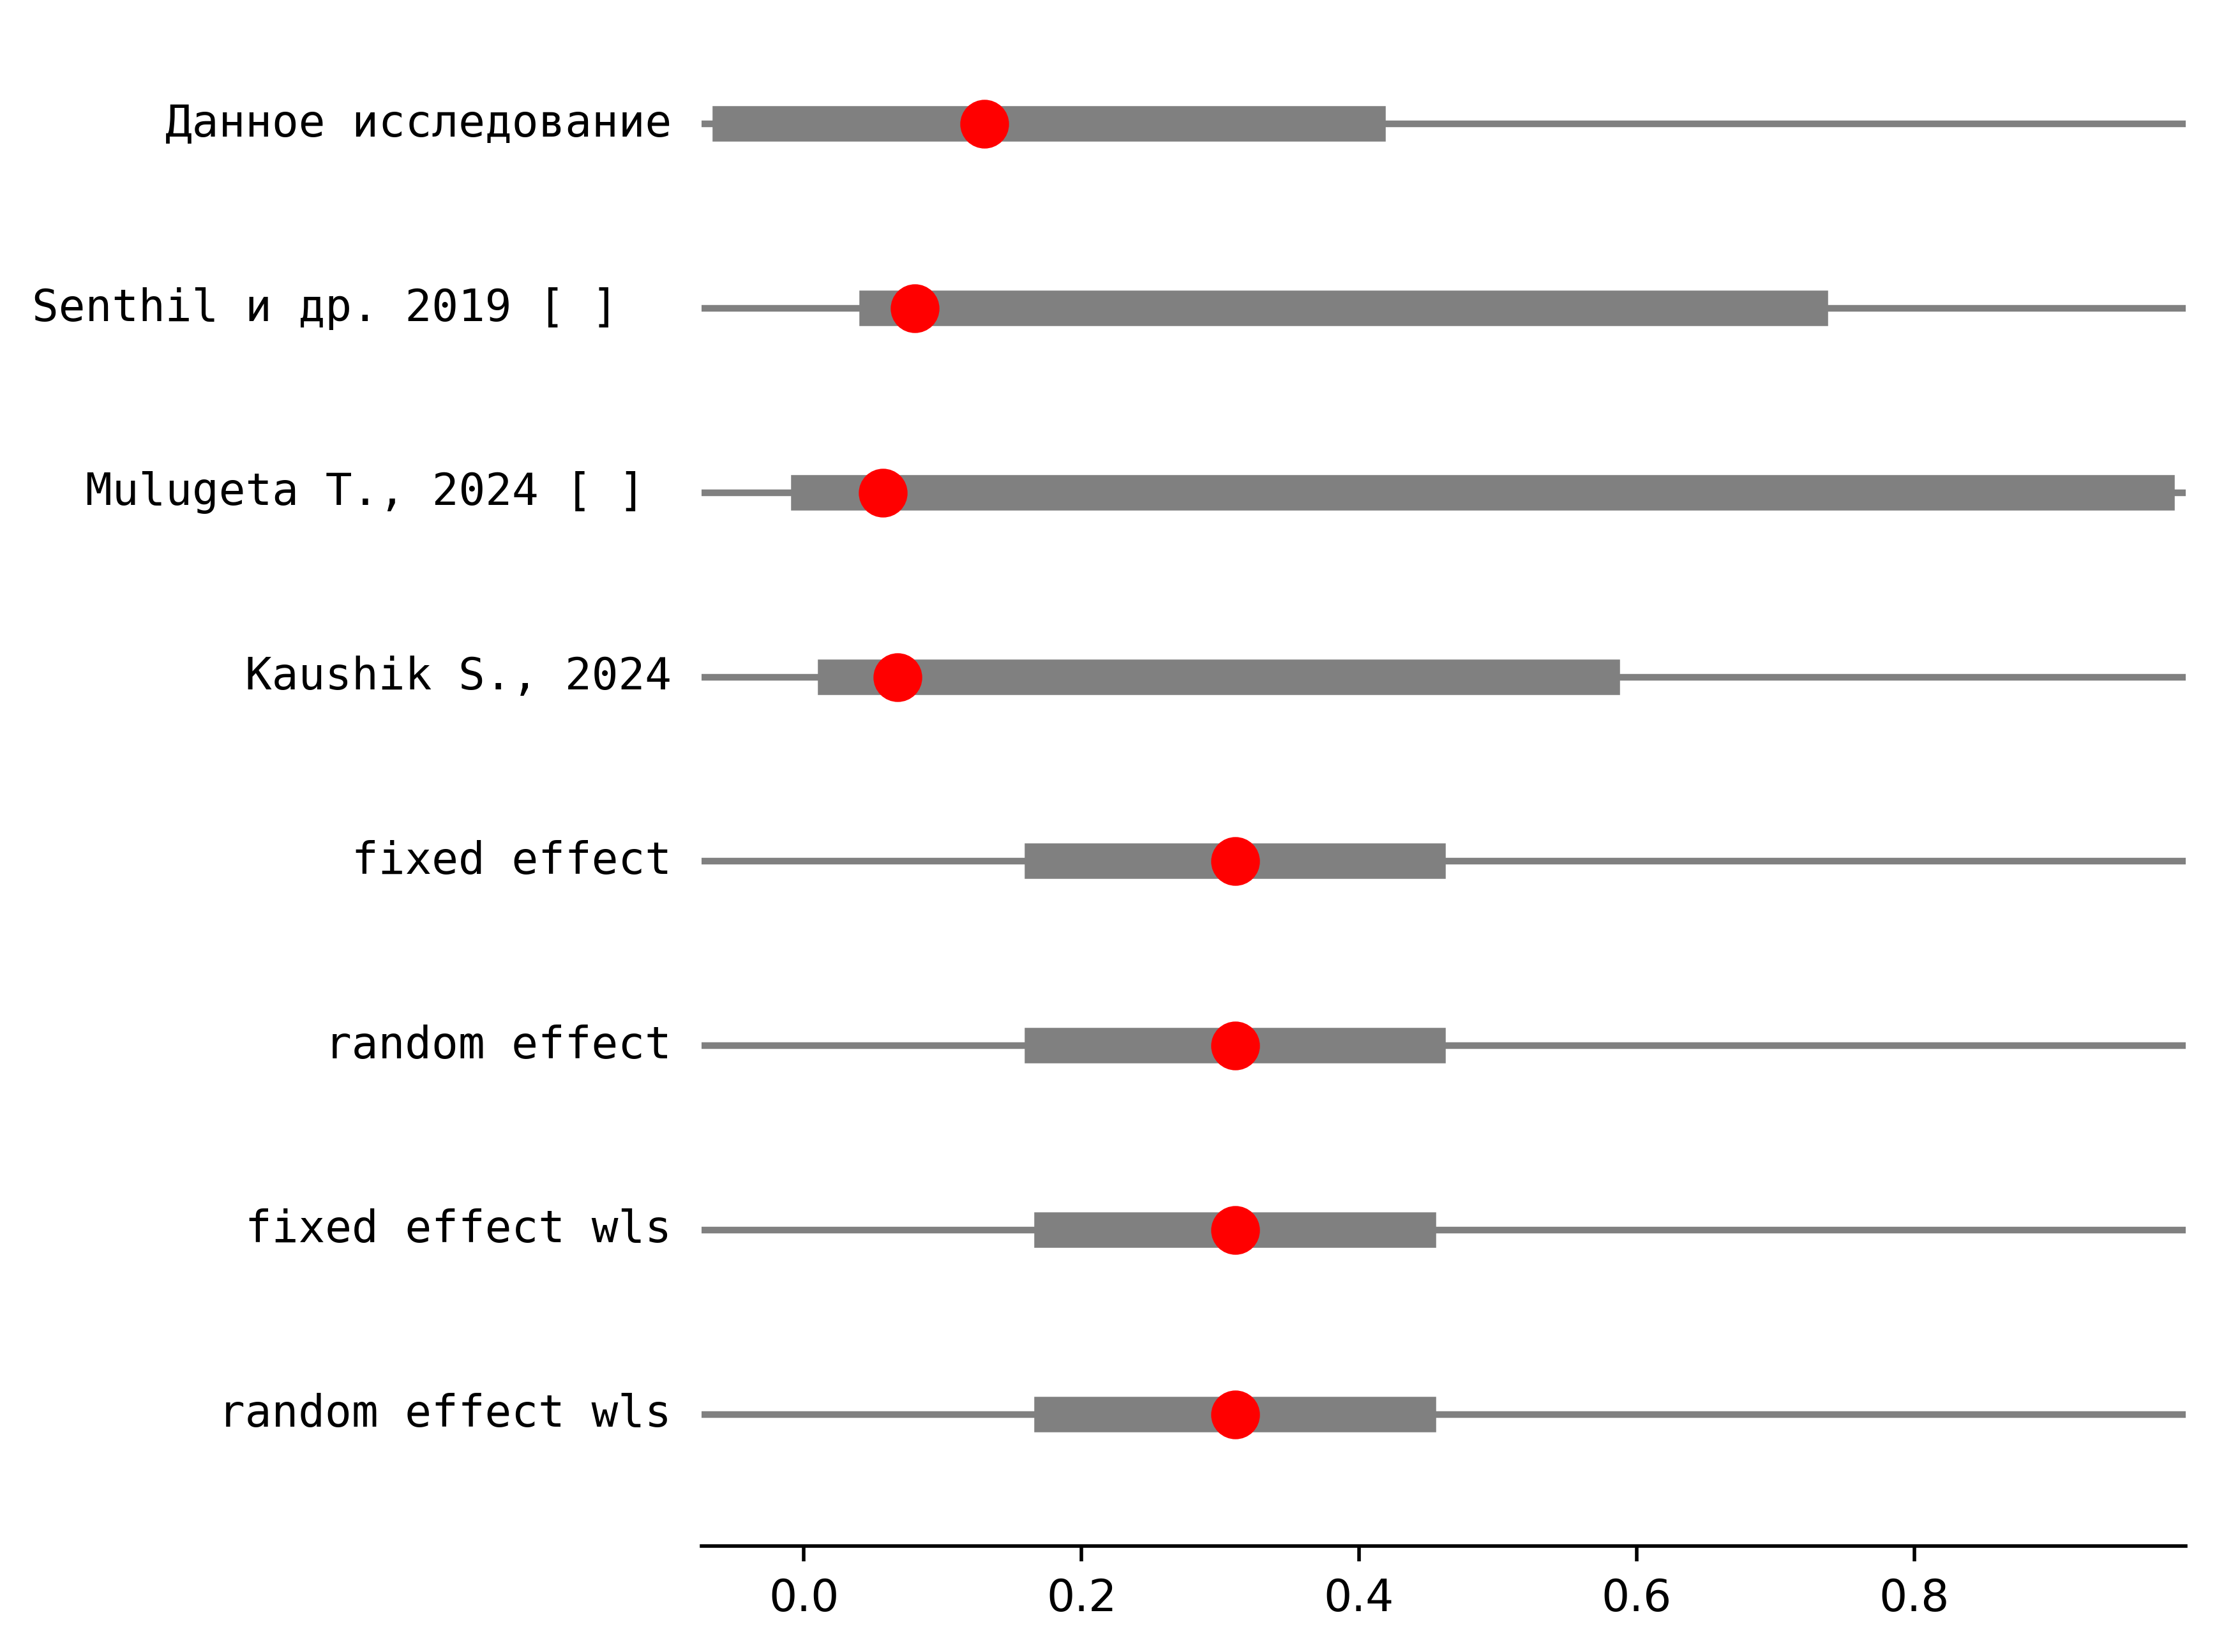 Данное исследование
Senthil и др. 2019 [ ]
Mulugeta T., 2024 [ ]
Kaushik S., 2024
fixed effect
random effect
fixed effect wls
random effect wls
0.0 0.2 0.4 0.6 0.8